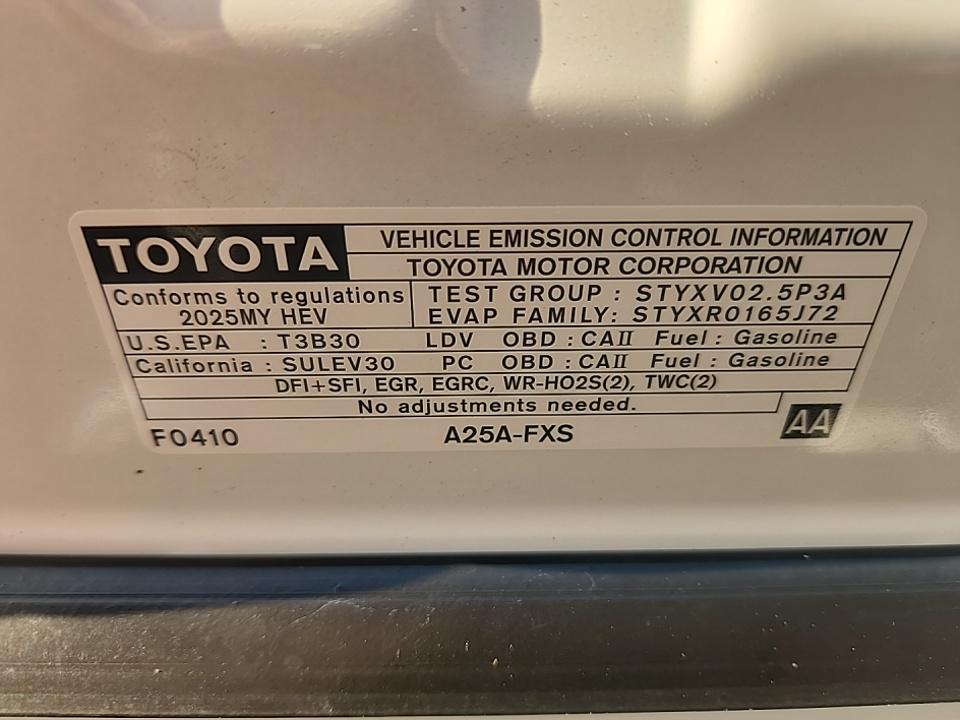 TOYOTA
VEHICLE EMISSION CONTROL INFORMATION
TOYOTA MOTOR CORPORATION
Conforms to regulations
2025MY HEV
TEST GROUP : STYXV02.5P3A
EVAP FAMILY: STYXR0165J72
U.S.EPA : T3B30 LDV OBD : CAII Fuel : Gasoline
California : SULEV30 PC OBD : CAII Fuel : Gasoline
DFI+SFI, EGR, EGRC, WR-HO2S(2), TWC(2)
No adjustments needed.
F0410 A25A-FXS AA